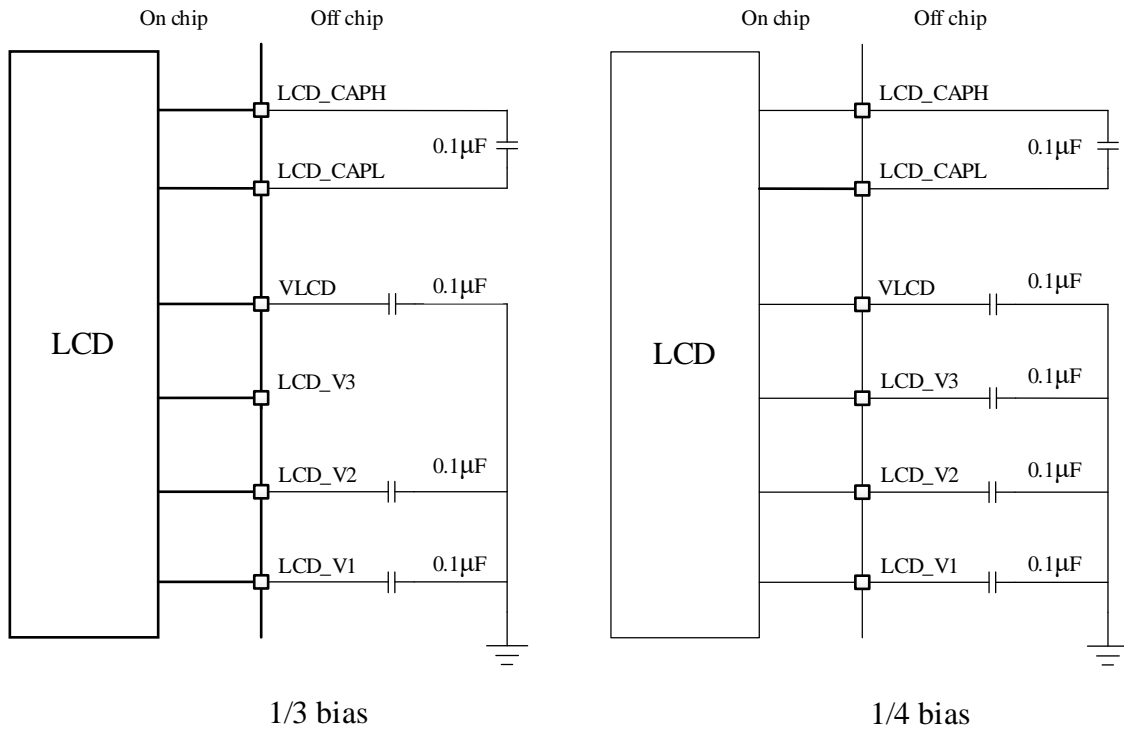 On chip Off chip
LCD_CAPH
0.1μF
LCD_CAPL
VLCD 0.1μF
LCD
LCD_V3
LCD_V2 0.1μF
LCD_V1 0.1μF
1/3 bias
On chip Off chip
LCD_CAPH
0.1μF
LCD_CAPL
VLCD 0.1μF
LCD
LCD_V3 0.1μF
LCD_V2 0.1μF
LCD_V1 0.1μF
1/4 bias